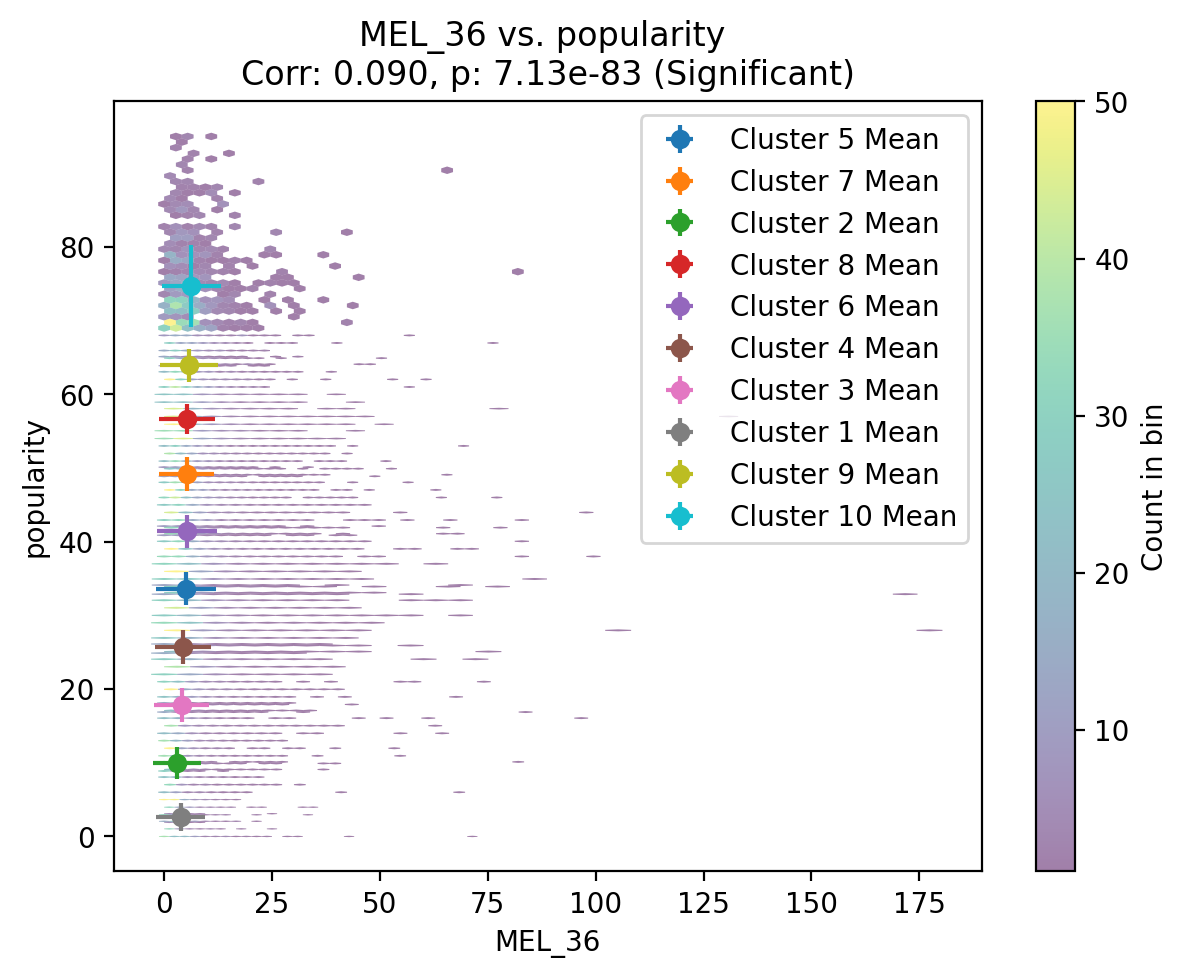 MEL_36 vs. popularity
Corr: 0.090, p: 7.13e-83 (Significant)
popularity
80
60
40
20
0
0 25 50 75 100 125 150 175
MEL_36
Cluster 5 Mean
Cluster 7 Mean
Cluster 2 Mean
Cluster 8 Mean
Cluster 6 Mean
Cluster 4 Mean
Cluster 3 Mean
Cluster 1 Mean
Cluster 9 Mean
Cluster 10 Mean
50
40
30
20
10
Count in bin